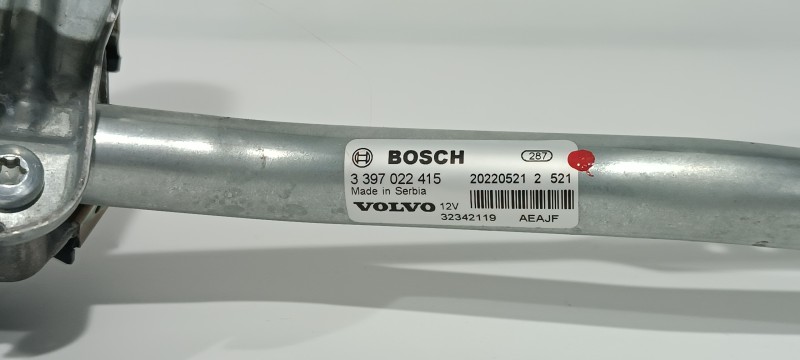 BOSCH 287
3 397 022 415 20220521 2 521
Made in Serbia
VOLVO 12V
32342119 AEAJF